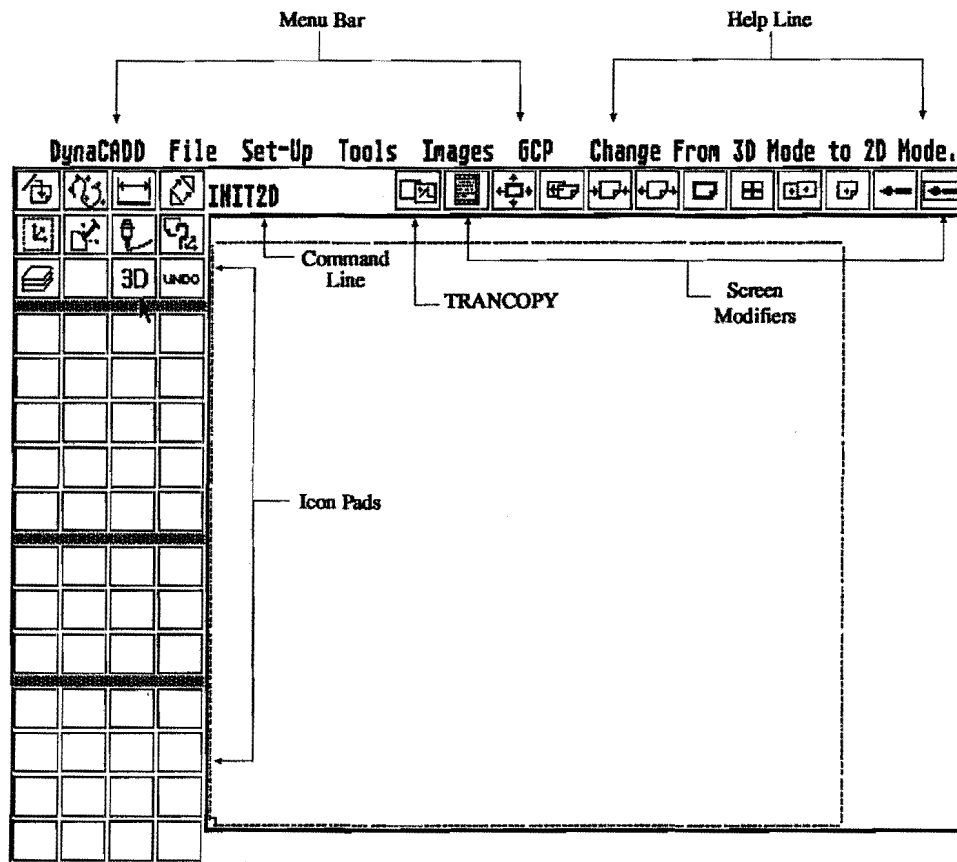 Menu Bar
Help Line
DynaCADD File Set-Up Tools Images GCP Change From 3D Mode to 2D Mode.
INIT2D
Command
Line
TRANCOPY
Screen
Modifiers
3D
UNDO
Icon Pads